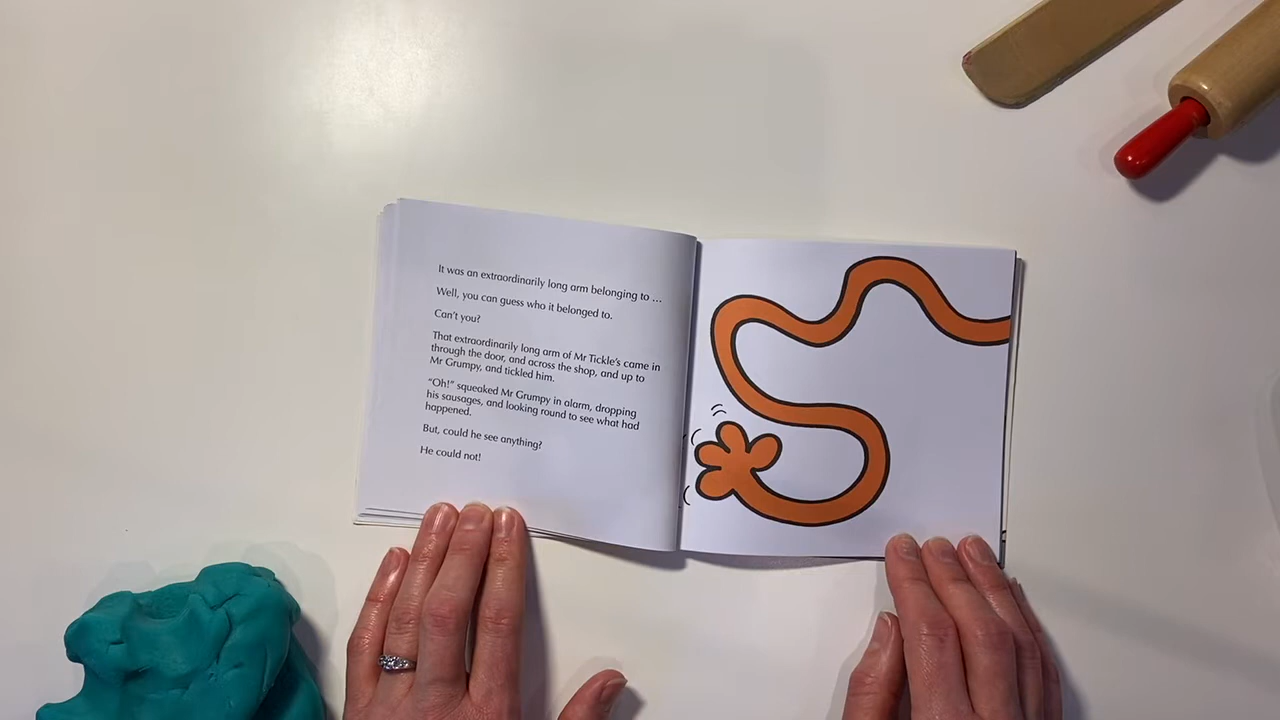 It was an extraordinarily long arm belonging to ...
Well, you can guess who it belonged to.
Can't you?
That extraordinarily long arm of Mr Tickle's came in
through the door, and across the shop, and up to
Mr Grumpy, and tickled him.
“Oh!” squeaked Mr Grumpy in alarm, dropping
his sausages, and looking round to see what had
happened.
But, could he see anything?
He could not!